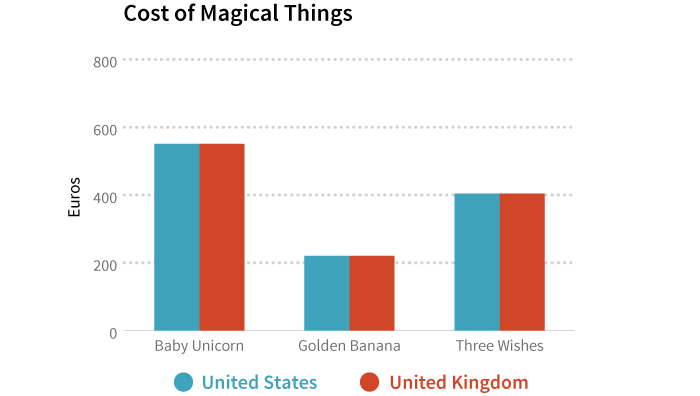 Cost of Magical Things
800
600
400
200
0
Euros
Baby Unicorn Golden Banana Three Wishes
United States United Kingdom